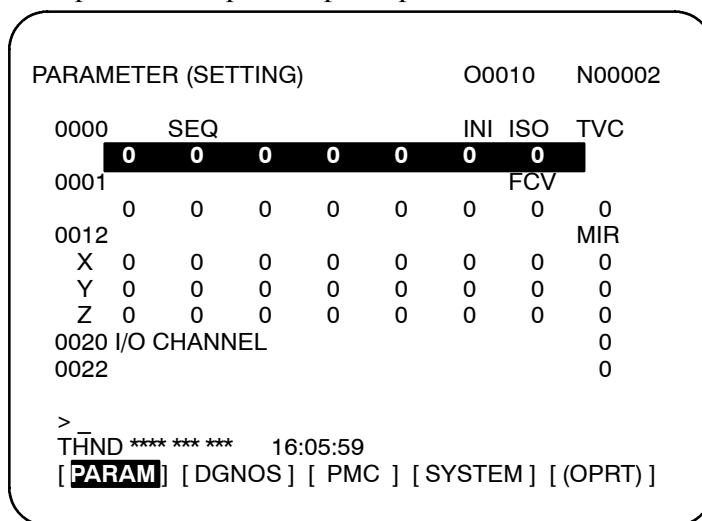 PARAMETER (SETTING) O0010 N00002
0000 SEQ INI ISO TVC
0 0 0 0 0 0 0
0001 FCV
0 0 0 0 0 0 0 0
0012 MIR
X 0 0 0 0 0 0 0 0
Y 0 0 0 0 0 0 0 0
Z 0 0 0 0 0 0 0 0
0020 I/O CHANNEL 0
0022 0
> _
THND **** *** *** 16:05:59
[ PARAM ] [ DGNOS ] [ PMC ] [ SYSTEM ] [ (OPRT) ]